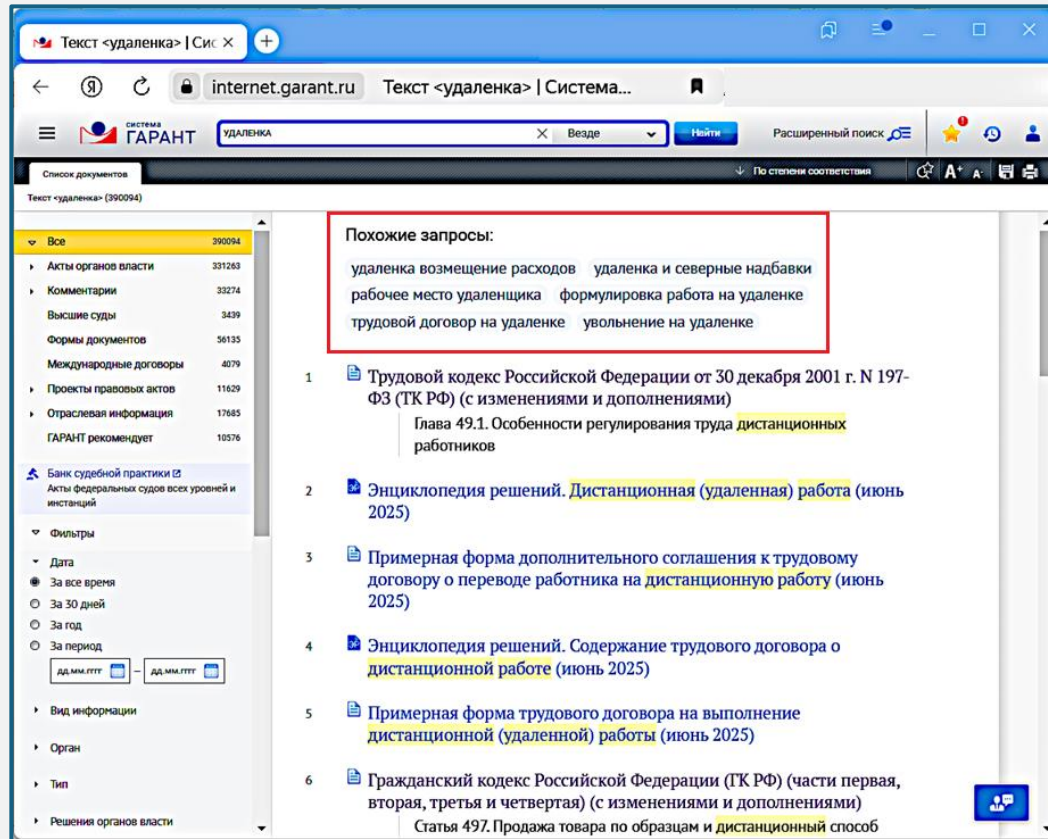 Текст <удаленка> | Сис
internet.garant.ru Текст <удаленка> | Система...
система
ГАРАНТ
УДАЛЕНКА
Везде
Найти
Расширенный поиск
Список документов
По степени соответствия
Текст <удаленка> (390094)
Все 390094
Акты органов власти 331263
Комментарии 33274
Высшие суды 3439
Формы документов 56135
Международные договоры 4079
Проекты правовых актов 11629
Отраслевая информация 17685
ГАРАНТ рекомендует 10576
Банк судебной практики
Акты федеральных судов всех уровней и
инстанций
Фильтры
Дата
За все время
За 30 дней
За год
За период
дд.мм.гггг – дд.мм.гггг
Вид информации
Орган
Тип
Решения органов власти
Похожие запросы:
удаленка возмещение расходов удаленка и северные надбавки
рабочее место удаленщика формулировка работа на удаленке
трудовой договор на удаленке увольнение на удаленке
1 Трудовой кодекс Российской Федерации от 30 декабря 2001 г. N 197-
ФЗ (ТК РФ) (с изменениями и дополнениями)
Глава 49.1. Особенности регулирования труда дистанционных
работников
2 Энциклопедия решений. Дистанционная (удаленная) работа (июнь
2025)
3 Примерная форма дополнительного соглашения к трудовому
договору о переводе работника на дистанционную работу (июнь
2025)
4 Энциклопедия решений. Содержание трудового договора о
дистанционной работе (июнь 2025)
5 Примерная форма трудового договора на выполнение
дистанционной (удаленной) работы (июнь 2025)
6 Гражданский кодекс Российской Федерации (ГК РФ) (части первая,
вторая, третья и четвертая) (с изменениями и дополнениями)
Статья 497. Продажа товара по образцам и дистанционный способ